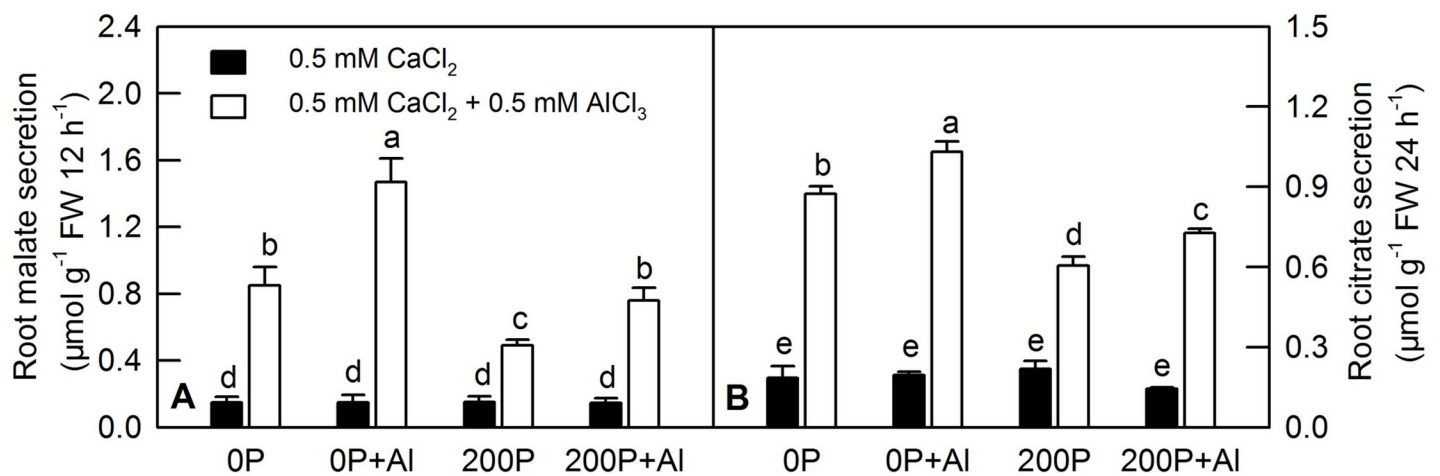 Root malate secretion
(µmol g⁻¹ FW 12 h⁻¹)
2.4
2.0
1.6
1.2
0.8
0.4
0.0
0.5 mM CaCl₂
0.5 mM CaCl₂ + 0.5 mM AlCl₃
d
b
d
a
d
c
d
b
A
0P
0P+Al
200P
200P+Al
e
b
e
a
e
d
e
c
B
0P
0P+Al
200P
200P+Al
1.5
1.2
0.9
0.6
0.3
0.0
Root citrate secretion
(µmol g⁻¹ FW 24 h⁻¹)